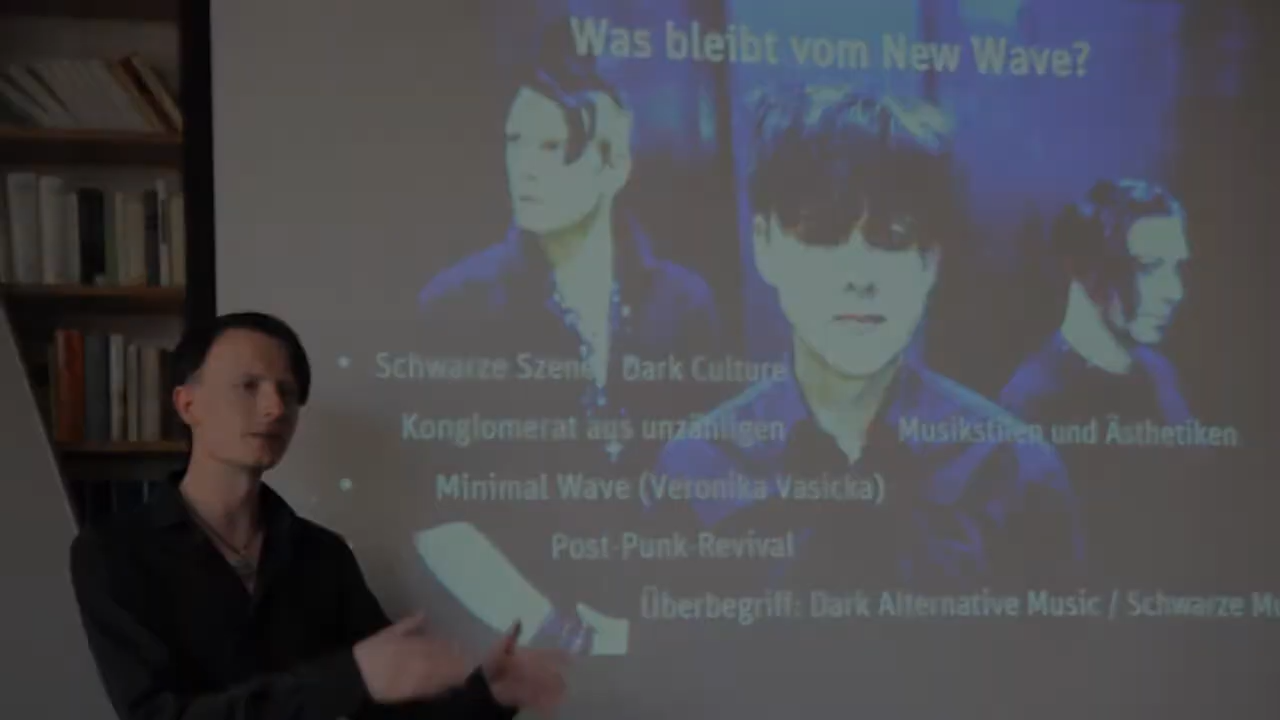 Was bleibt vom New Wave?
• Schwarze Szene Dark Culture
Konglomerat aus unzähligen Musikstilen und Ästhetiken
• Minimal Wave (Veronika Vasicka)
Post-Punk-Revival
Überbegriff: Dark Alternative Music / Schwarze